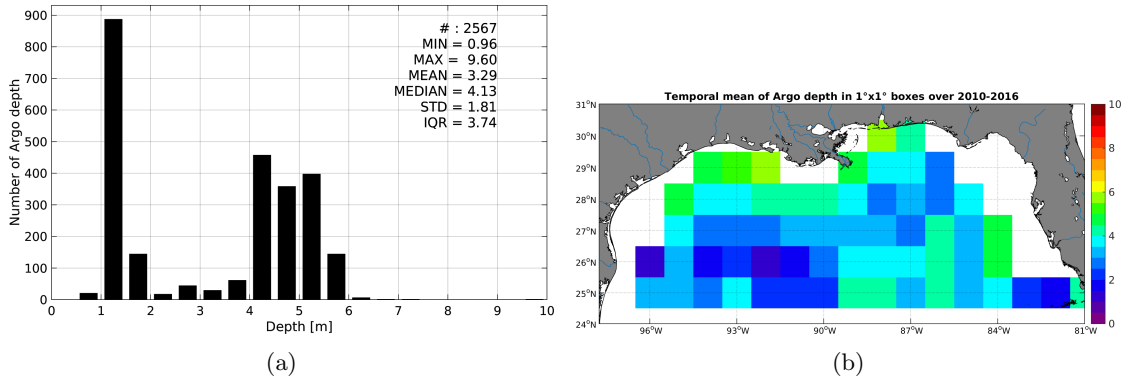 900
800
700
600
500
400
300
200
100
0
Number of Argo depth
# : 2567
MIN = 0.96
MAX = 9.60
MEAN = 3.29
MEDIAN = 4.13
STD = 1.81
IQR = 3.74
0 1 2 3 4 5 6 7 8 9 10
Depth [m]
(a)
Temporal mean of Argo depth in 1°x1° boxes over 2010-2016
31°N
30°N
29°N
28°N
27°N
26°N
25°N
24°N
96°W 93°W 90°W 87°W 84°W 81°W
10
8
6
4
2
0
(b)